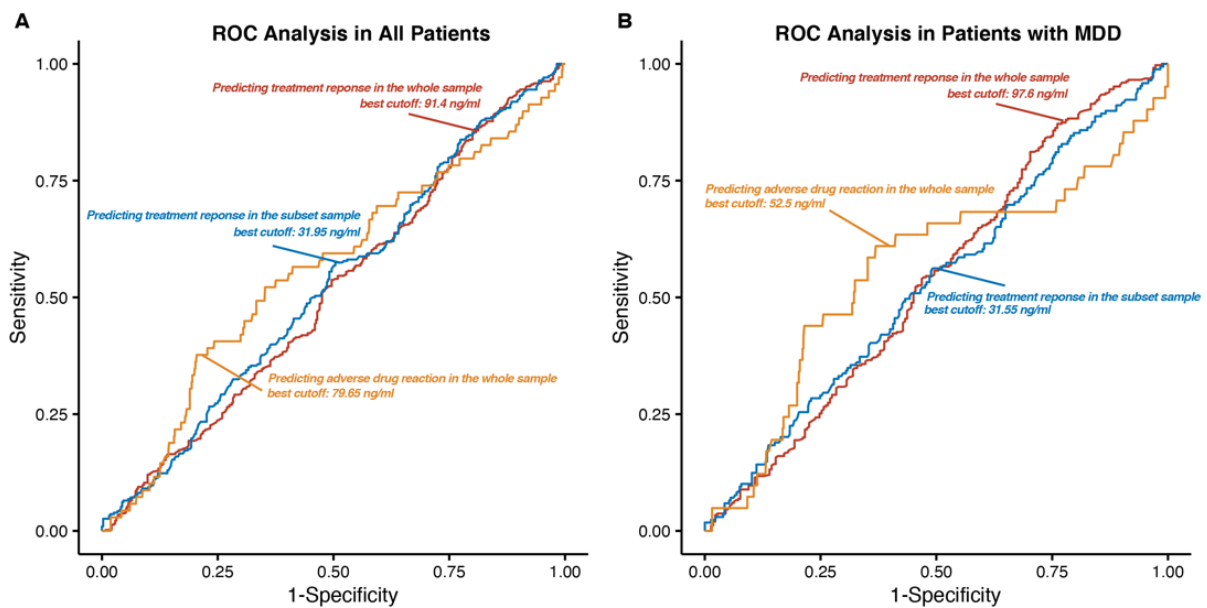 A
ROC Analysis in All Patients
Sensitivity
1.00
0.75
0.50
0.25
0.00
Predicting treatment reponse in the whole sample
best cutoff: 91.4 ng/ml
Predicting treatment reponse in the subset sample
best cutoff: 31.95 ng/ml
Predicting adverse drug reaction in the whole sample
best cutoff: 79.65 ng/ml
0.00 0.25 0.50 0.75 1.00
1-Specificity
B
ROC Analysis in Patients with MDD
Sensitivity
1.00
0.75
0.50
0.25
0.00
Predicting treatment reponse in the whole sample
best cutoff: 97.6 ng/ml
Predicting adverse drug reaction in the whole sample
best cutoff: 52.5 ng/ml
Predicting treatment reponse in the subset sample
best cutoff: 31.55 ng/ml
0.00 0.25 0.50 0.75 1.00
1-Specificity